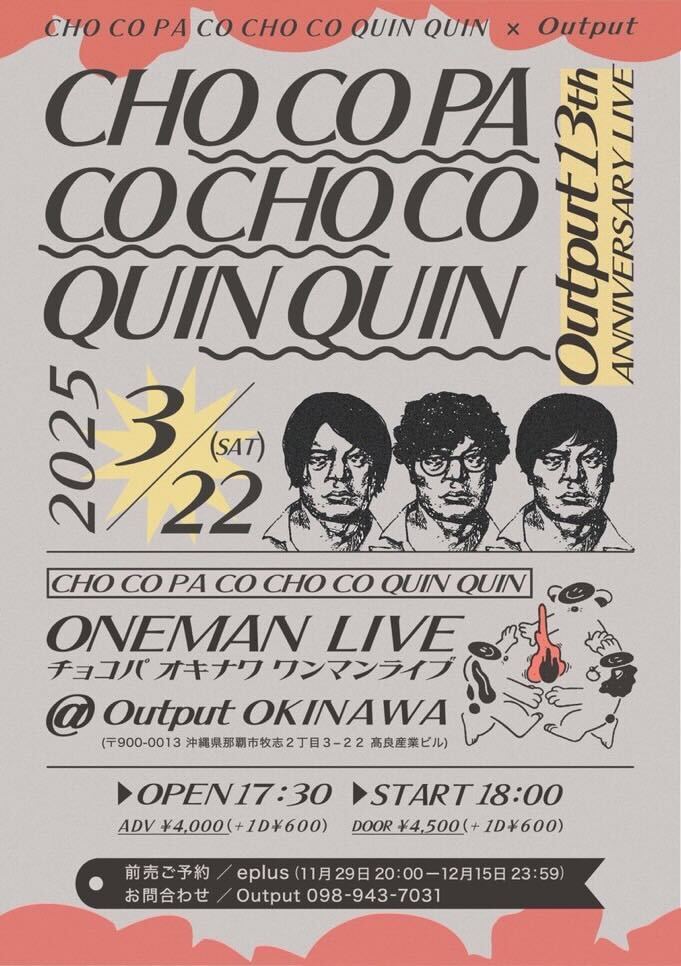 CHO CO PA CO CHO CO QUIN QUIN × Output
CHO CO PA
CO CHO CO
QUIN QUIN
Output 13th
ANNIVERSARY LIVE
2025
3/22
(SAT)
CHO CO PA CO CHO CO QUIN QUIN
ONEMAN LIVE
チョコパ オキナワ ワンマンライブ
@ Output OKINAWA
(〒900-0013 沖縄県那覇市牧志２丁目３−２２ 髙良産業ビル)
▶OPEN 17:30 ▶START 18:00
ADV ¥4,000 (+1D¥600) DOOR ¥4,500 (+1D¥600)
前売ご予約 ／ eplus (11月29日 20:00 ー 12月15日 23:59)
お問合わせ ／ Output 098-943-7031